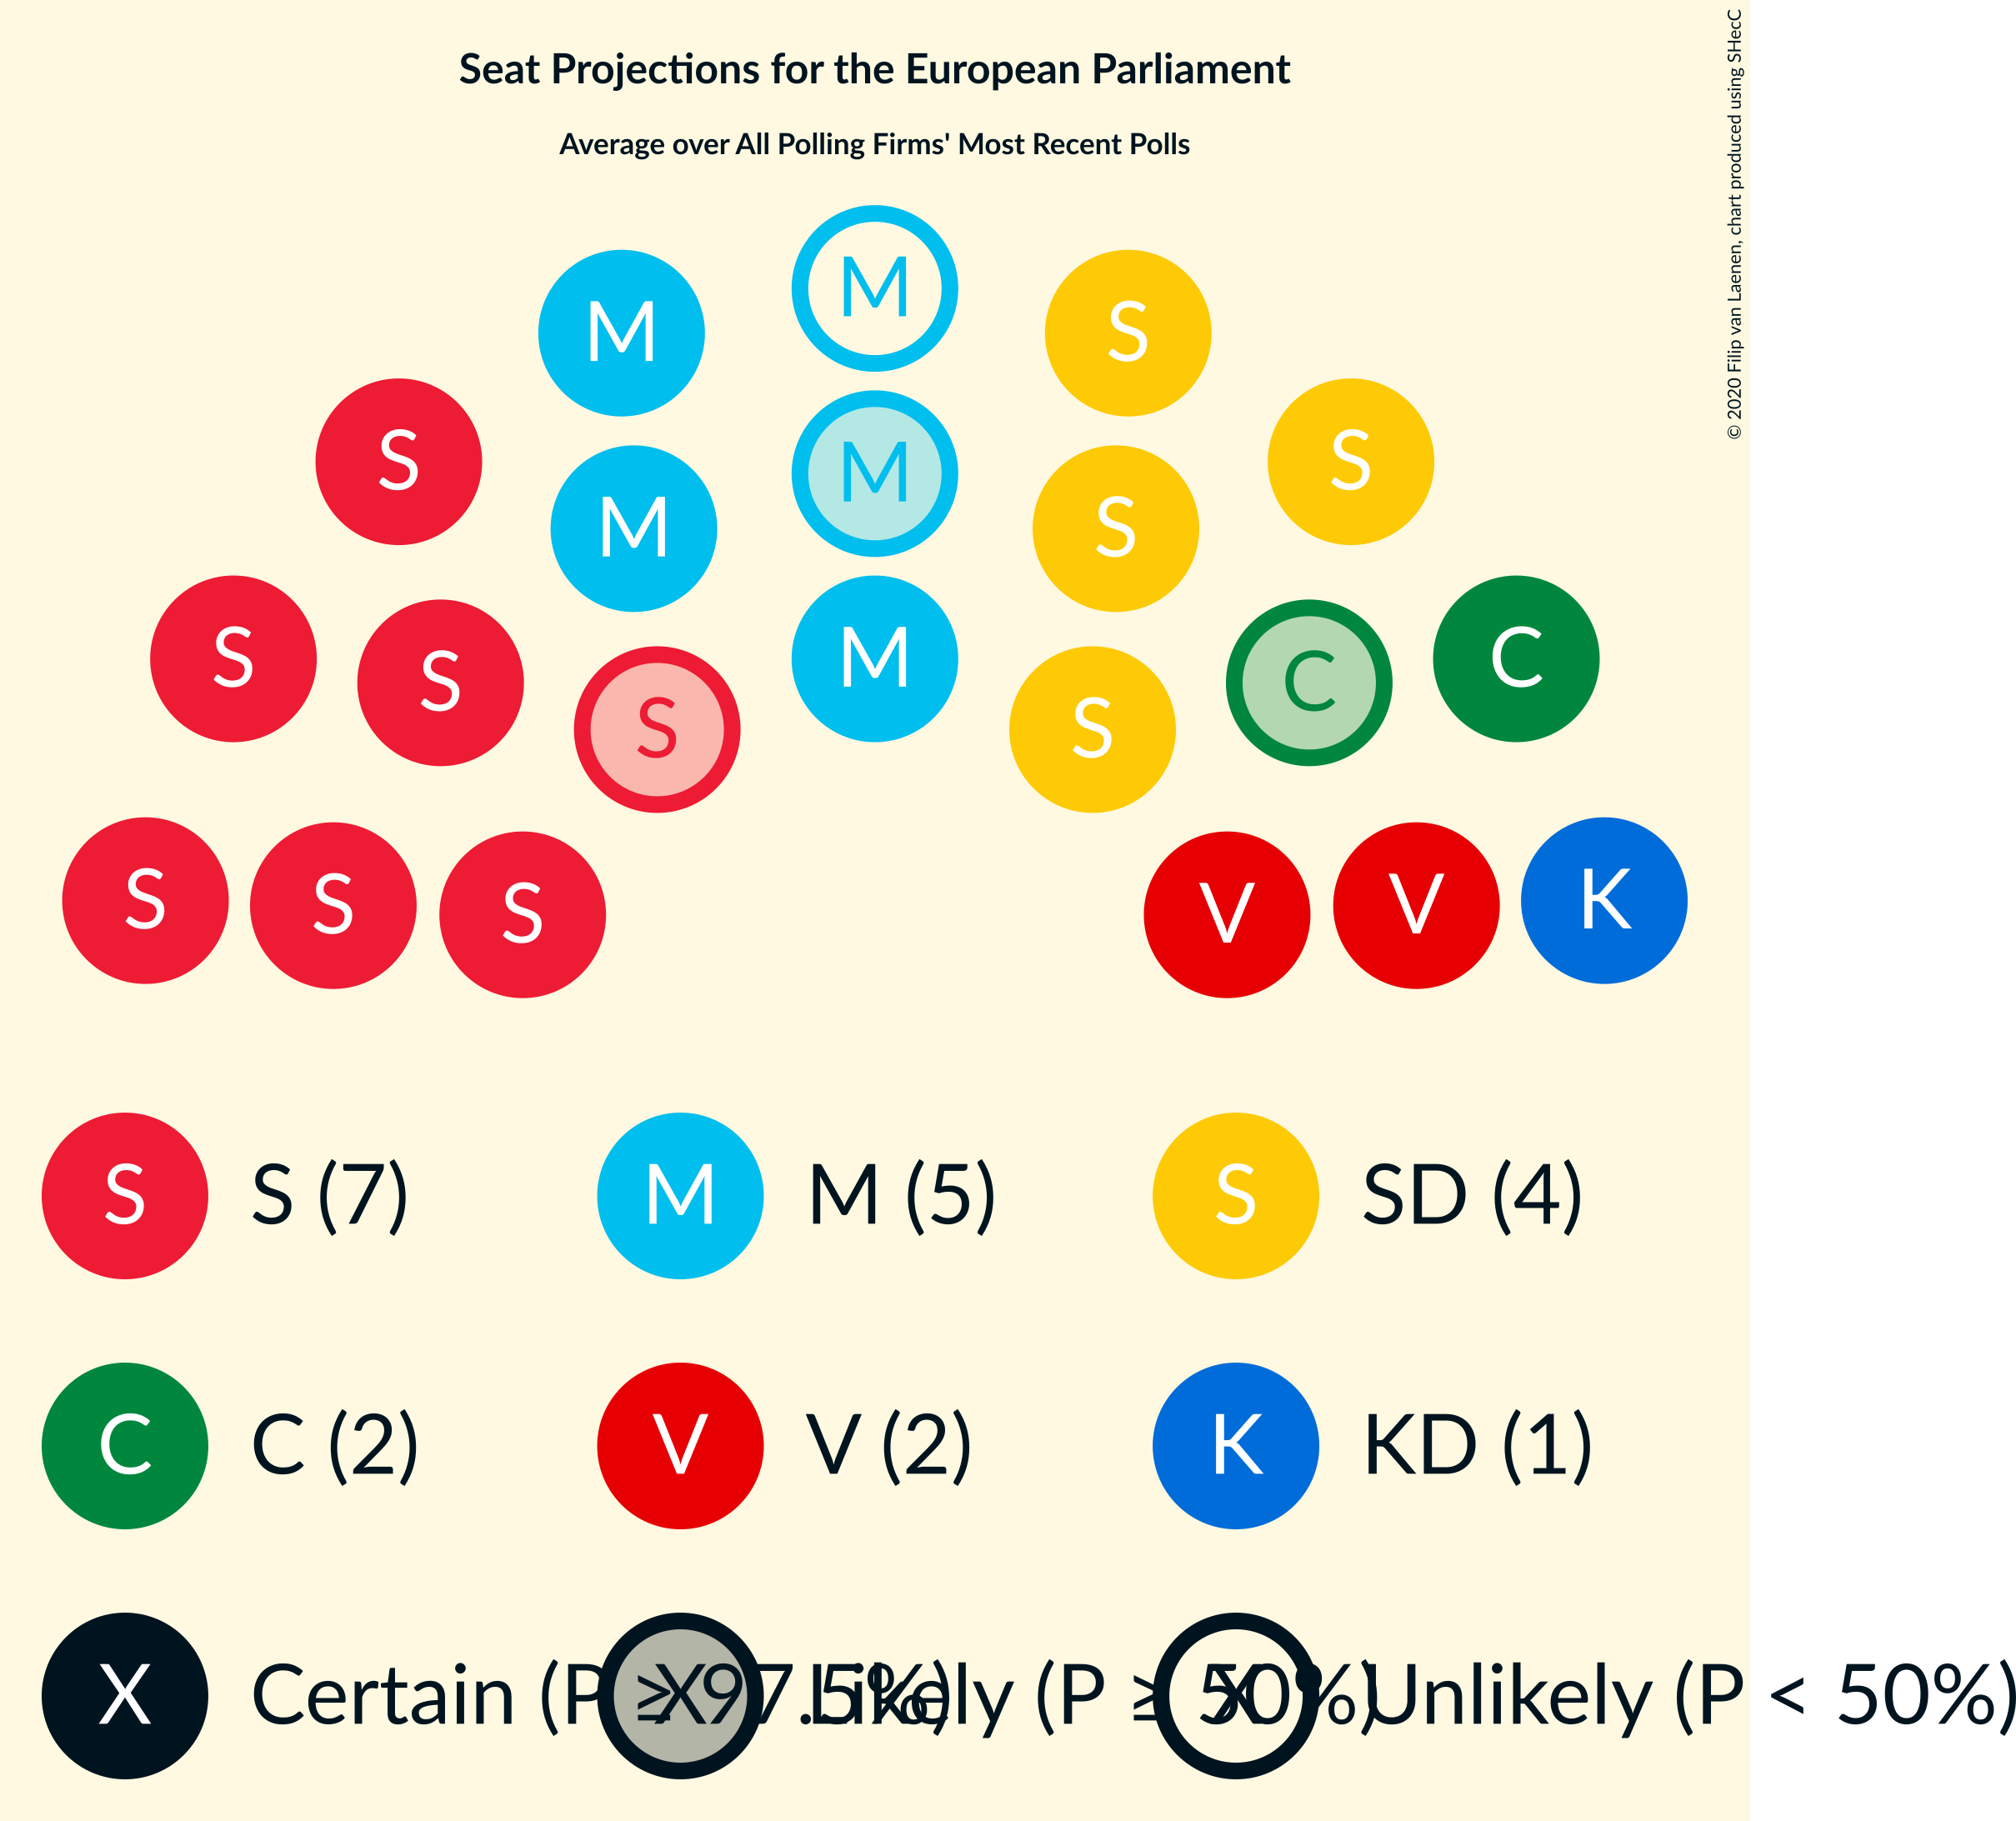 Seat Projections for the European Parliament
Average over All Polling Firms' Most Recent Polls
© 2020 Filip van Laenen, chart produced using SHecC
M
M
S
S
M
S
M
S
S
C
C
S
S
M
S
S
S
S
S
V
V
K
S S (7) M M (5) S SD (4)
C C (2) V V (2) K KD (1)
X Certain (P ≥ 97.5%) X Likely (P ≥ 50%) X Unlikely (P < 50%)